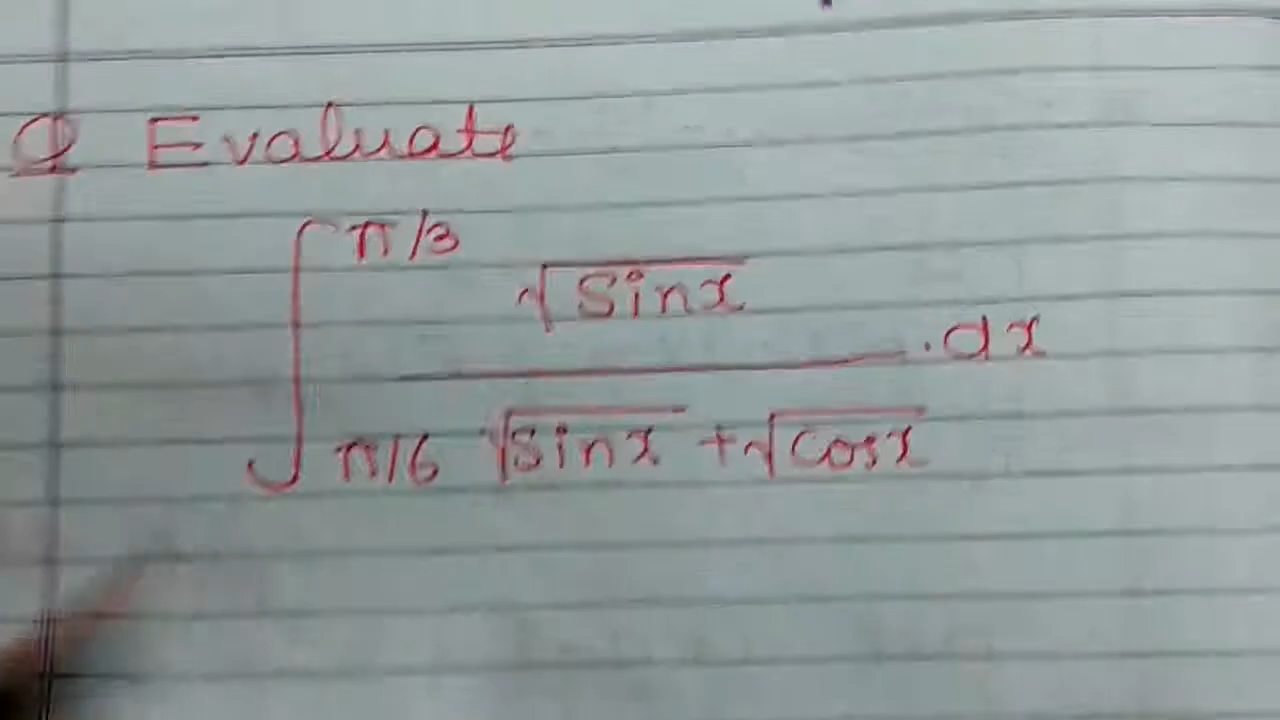 Q Evaluate
∫ π/3 √Sinx
.dx
π/6 √sinx + √cosx